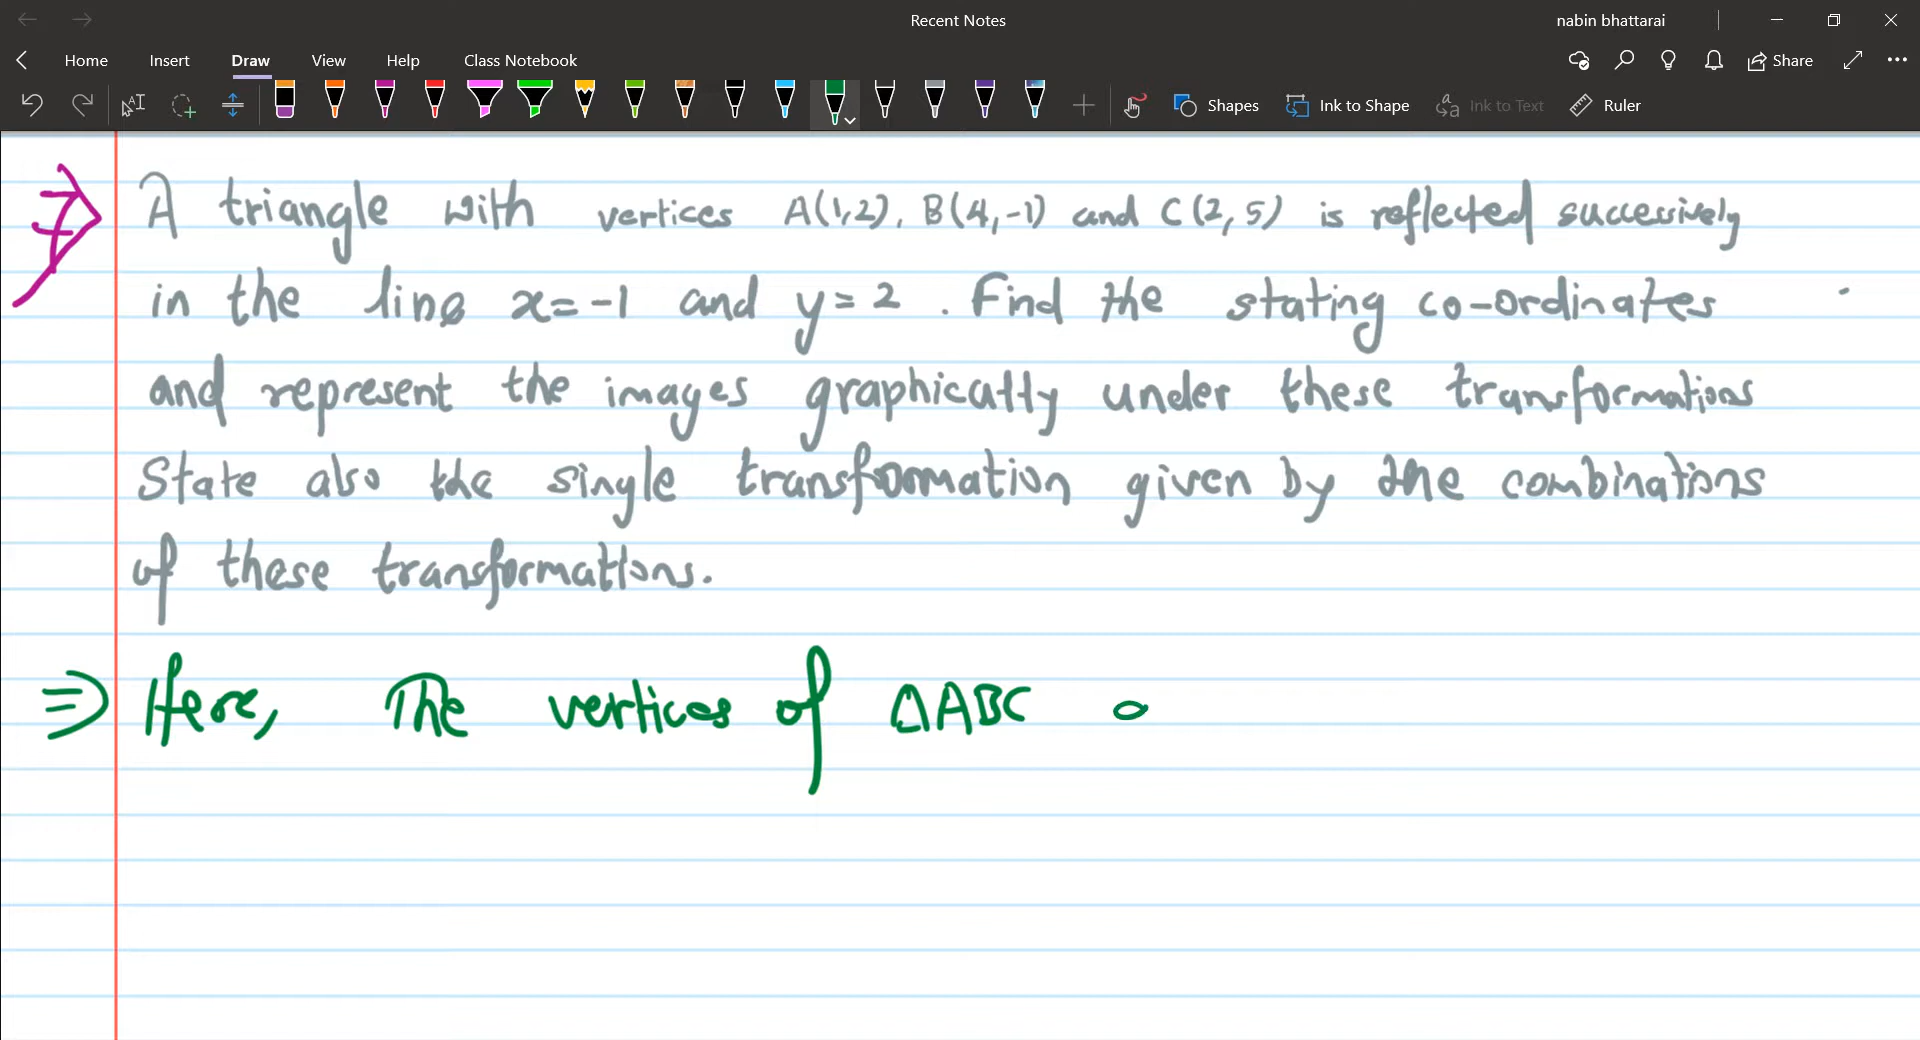 Recent Notes
nabin bhattarai
Home Insert Draw View Help Class Notebook
Share
Shapes Ink to Shape Ink to Text Ruler
A triangle with vertices A(1,2), B(4,-1) and C(2,5) is reflected successively
in the line x=-1 and y=2. Find the stating co-ordinates
and represent the images graphically under these transformations
State also the single transformation given by the combinations
of these transformations.
⇒ Here, The vertices of ΔABC